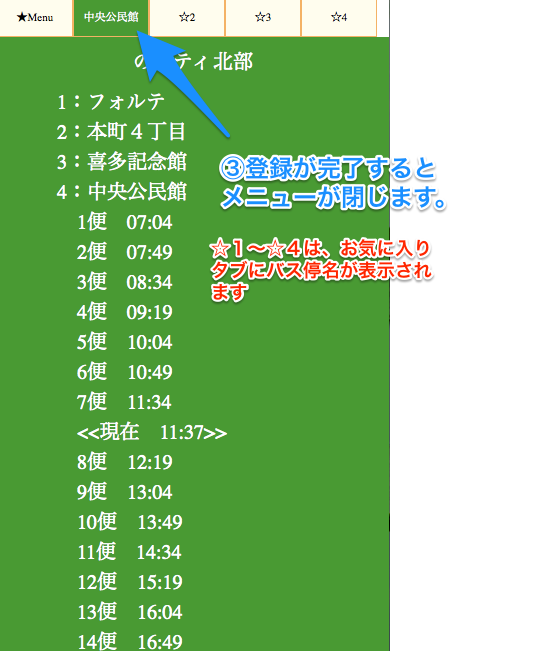 ★Menu 中央公民館 ☆2 ☆3 ☆4
の ティ北部
1：フォルテ
2：本町４丁目
3：喜多記念館
4：中央公民館
1便 07:04
2便 07:49
3便 08:34
4便 09:19
5便 10:04
6便 10:49
7便 11:34
<<現在 11:37>>
8便 12:19
9便 13:04
10便 13:49
11便 14:34
12便 15:19
13便 16:04
14便 16:49
③登録が完了すると
メニューが閉じます。
☆１〜☆４は、お気に入り
タブにバス停名が表示され
ます